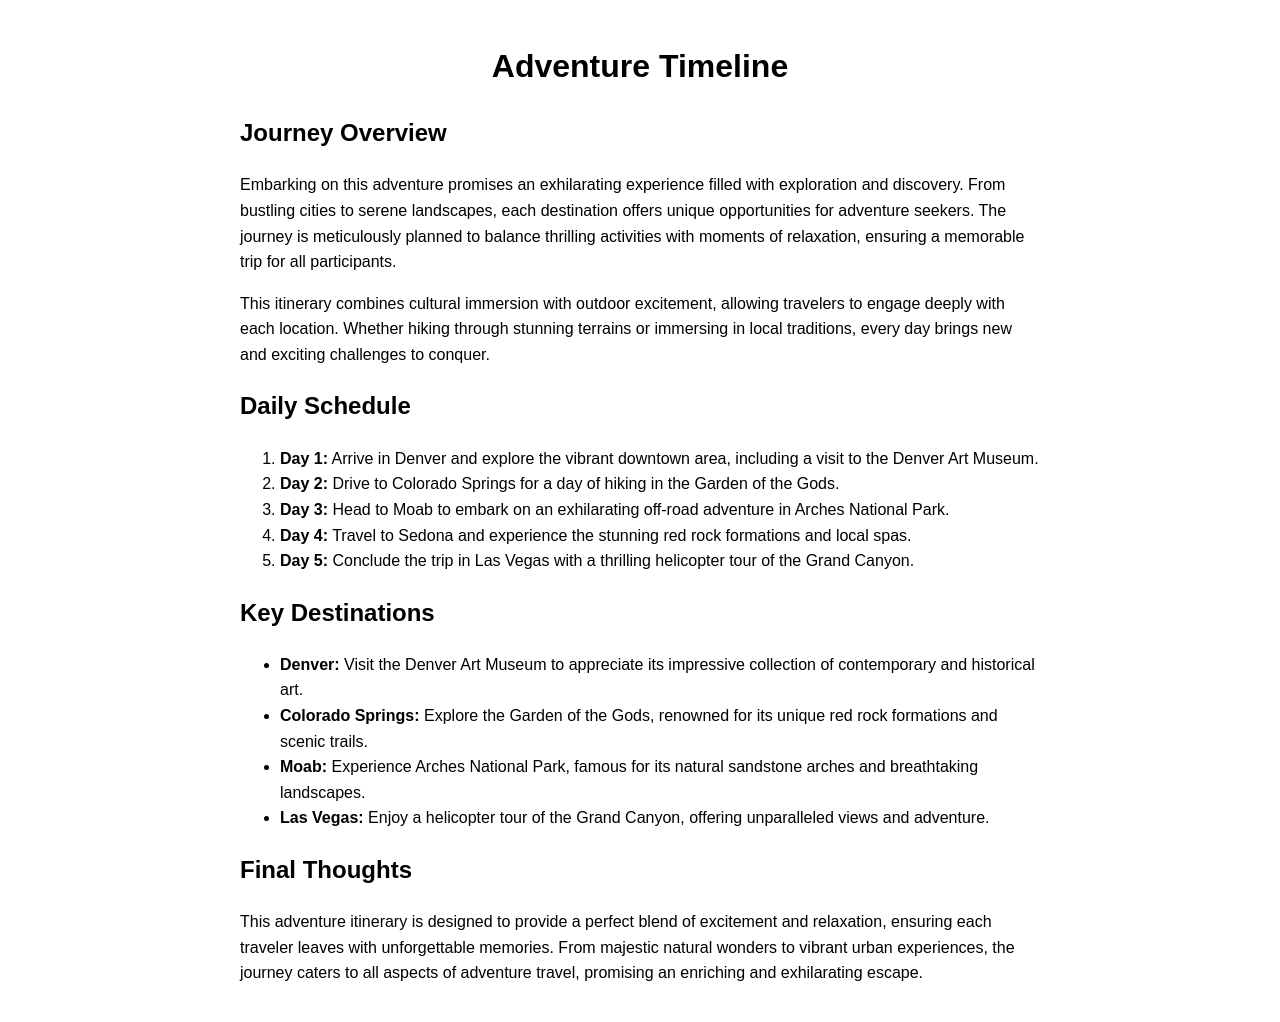 Adventure Timeline
Journey Overview
Embarking on this adventure promises an exhilarating experience filled with exploration and discovery. From
bustling cities to serene landscapes, each destination offers unique opportunities for adventure seekers. The
journey is meticulously planned to balance thrilling activities with moments of relaxation, ensuring a memorable
trip for all participants.
This itinerary combines cultural immersion with outdoor excitement, allowing travelers to engage deeply with
each location. Whether hiking through stunning terrains or immersing in local traditions, every day brings new
and exciting challenges to conquer.
Daily Schedule
1. Day 1: Arrive in Denver and explore the vibrant downtown area, including a visit to the Denver Art Museum.
2. Day 2: Drive to Colorado Springs for a day of hiking in the Garden of the Gods.
3. Day 3: Head to Moab to embark on an exhilarating off-road adventure in Arches National Park.
4. Day 4: Travel to Sedona and experience the stunning red rock formations and local spas.
5. Day 5: Conclude the trip in Las Vegas with a thrilling helicopter tour of the Grand Canyon.
Key Destinations
• Denver: Visit the Denver Art Museum to appreciate its impressive collection of contemporary and historical
art.
• Colorado Springs: Explore the Garden of the Gods, renowned for its unique red rock formations and
scenic trails.
• Moab: Experience Arches National Park, famous for its natural sandstone arches and breathtaking
landscapes.
• Las Vegas: Enjoy a helicopter tour of the Grand Canyon, offering unparalleled views and adventure.
Final Thoughts
This adventure itinerary is designed to provide a perfect blend of excitement and relaxation, ensuring each
traveler leaves with unforgettable memories. From majestic natural wonders to vibrant urban experiences, the
journey caters to all aspects of adventure travel, promising an enriching and exhilarating escape.